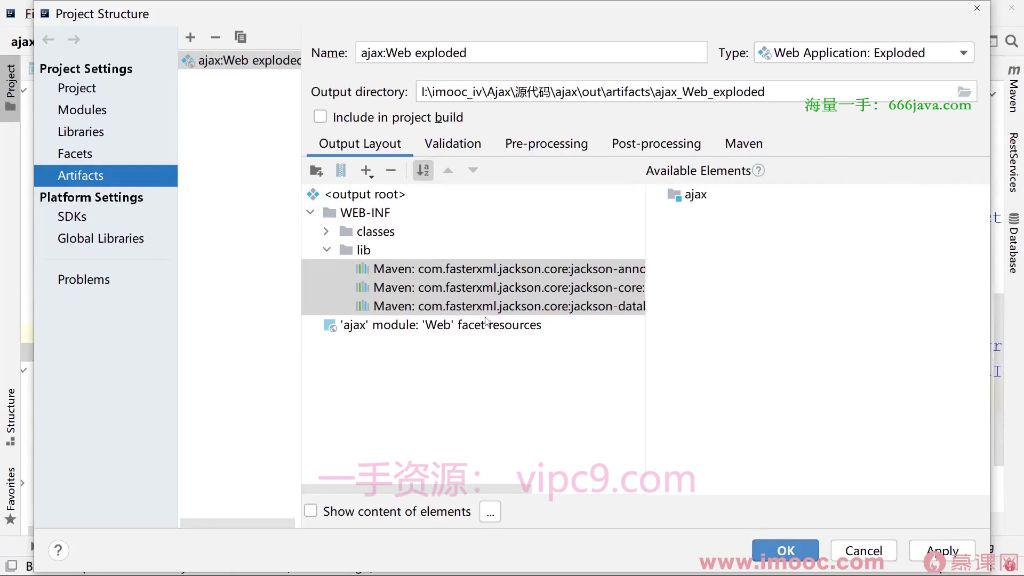 Project Structure
ajax
Project
Structure
Favorites
Project Settings
Project
Modules
Libraries
Facets
Artifacts
Platform Settings
SDKs
Global Libraries
Problems
ajax:Web exploded
Name: ajax:Web exploded
Type: Web Application: Exploded
Output directory: I:\imooc_iv\Ajax\源代码\ajax\out\artifacts\ajax_Web_exploded
海量一手：666java.com
Include in project build
Output Layout Validation Pre-processing Post-processing Maven
Available Elements
<output root>
WEB-INF
classes
lib
Maven: com.fasterxml.jackson.core:jackson-anno
Maven: com.fasterxml.jackson.core:jackson-core:
Maven: com.fasterxml.jackson.core:jackson-datab
'ajax' module: 'Web' facet resources
ajax
一手资源： vipc9.com
Show content of elements ...
? OK Cancel Apply
www.imooc.com 慕课网
Maven
RestServices
Database